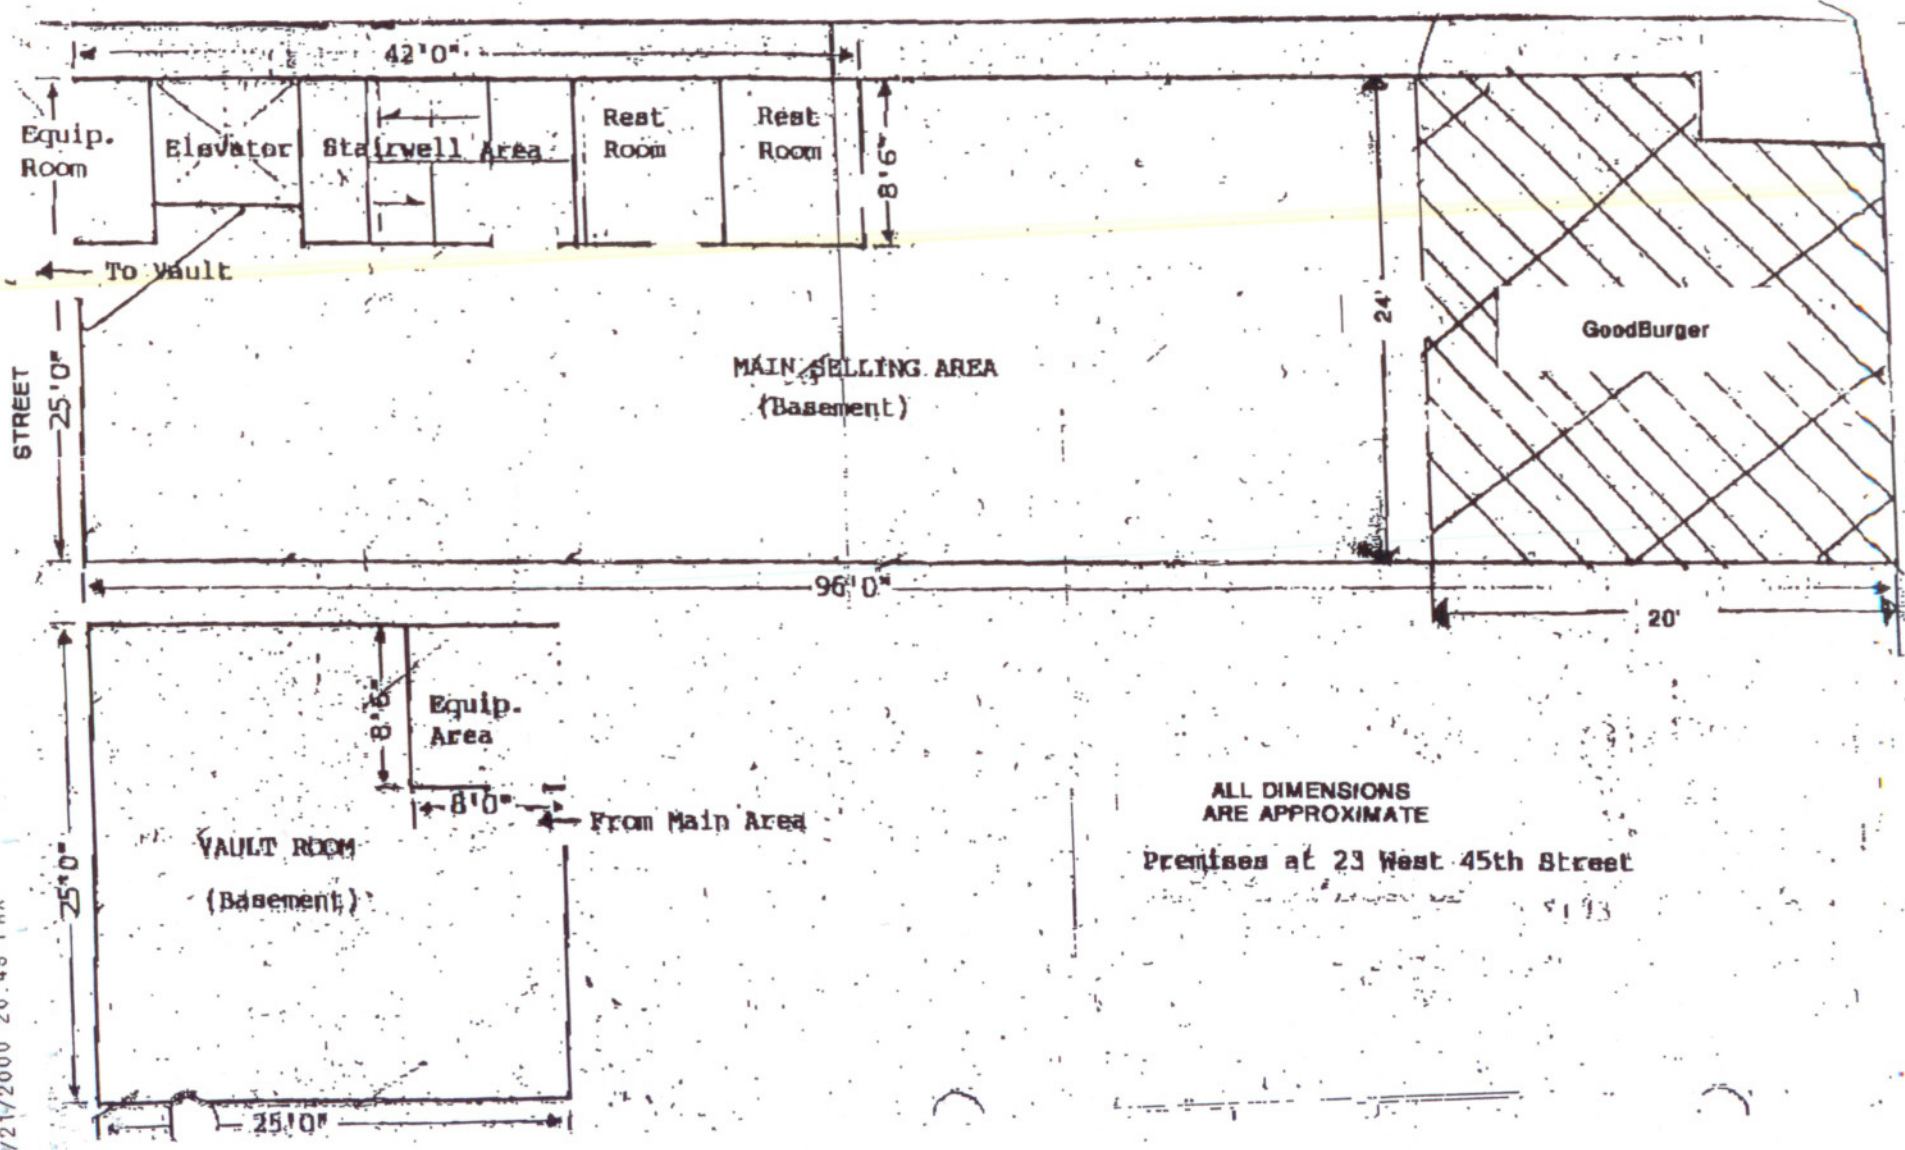 42'0"
Equip.
Room
Elevator
Stairwell Area
Rest
Room
Rest
Room
8'6"
To Vault
STREET
25'0"
MAIN SELLING AREA
(Basement)
24'
GoodBurger
96'0"
20'
8'6"
Equip.
Area
8'0"
From Main Area
VAULT ROOM
(Basement)
25'0"
25'0"
ALL DIMENSIONS
ARE APPROXIMATE
Premises at 23 West 45th Street